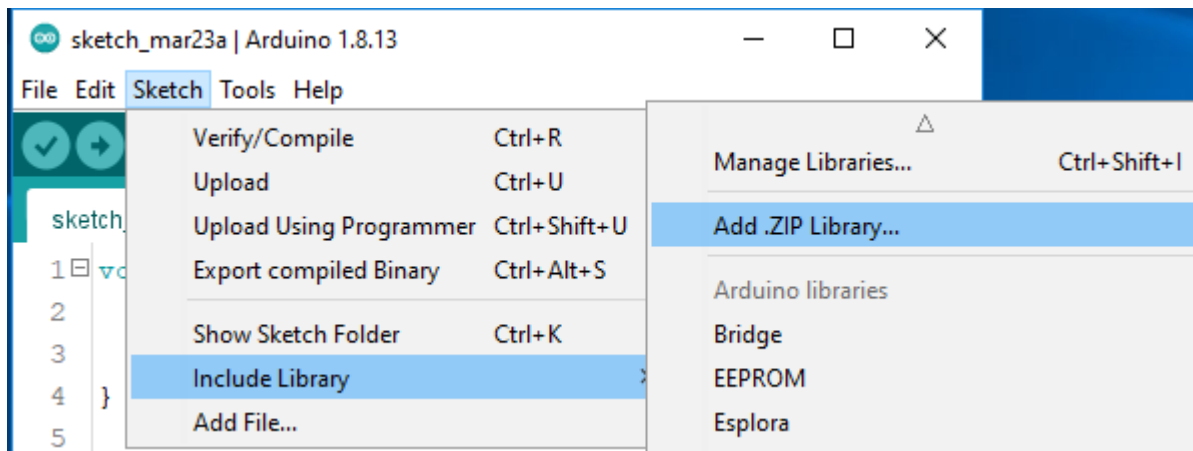 sketch_mar23a | Arduino 1.8.13
File Edit Sketch Tools Help
Verify/Compile Ctrl+R
Upload Ctrl+U
Upload Using Programmer Ctrl+Shift+U
Export compiled Binary Ctrl+Alt+S
Show Sketch Folder Ctrl+K
Include Library
Add File...
Manage Libraries... Ctrl+Shift+I
Add .ZIP Library...
Arduino libraries
Bridge
EEPROM
Esplora
sketch_
1 vo
2
3
4 }
5